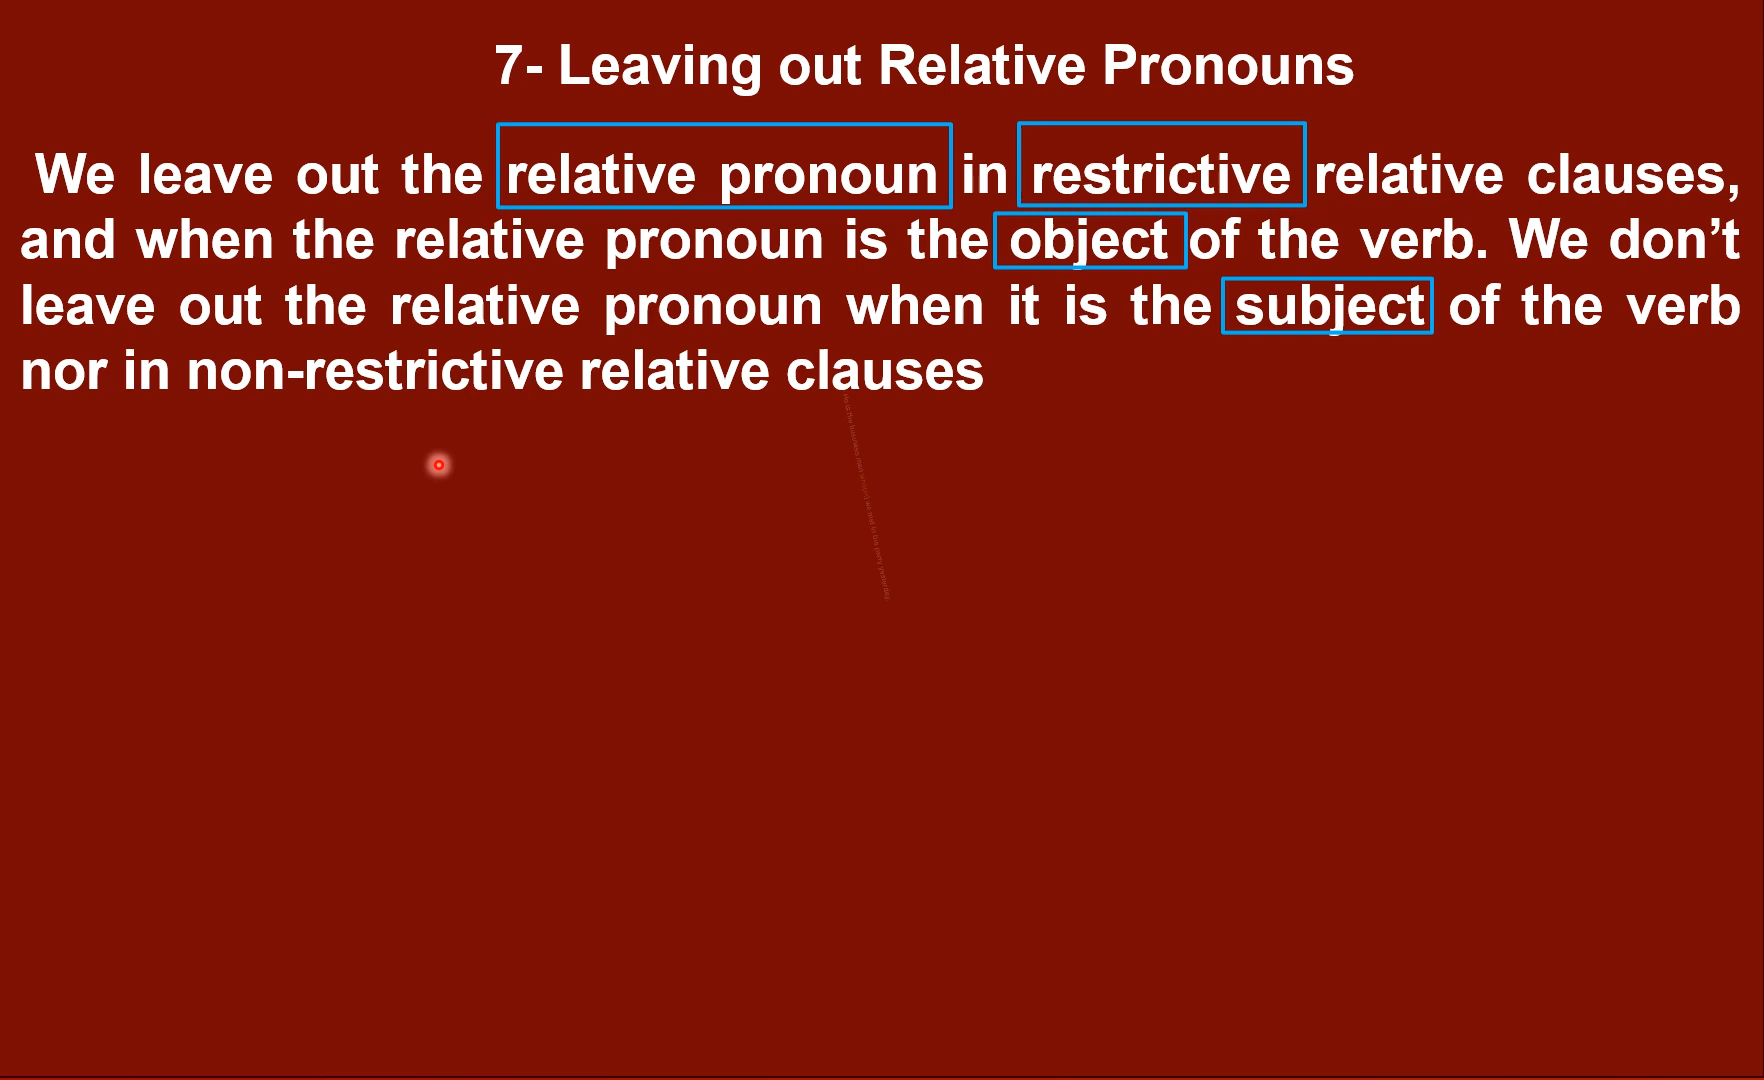 7- Leaving out Relative Pronouns
We leave out the relative pronoun in restrictive relative clauses,
and when the relative pronoun is the object of the verb. We don’t
leave out the relative pronoun when it is the subject of the verb
nor in non-restrictive relative clauses